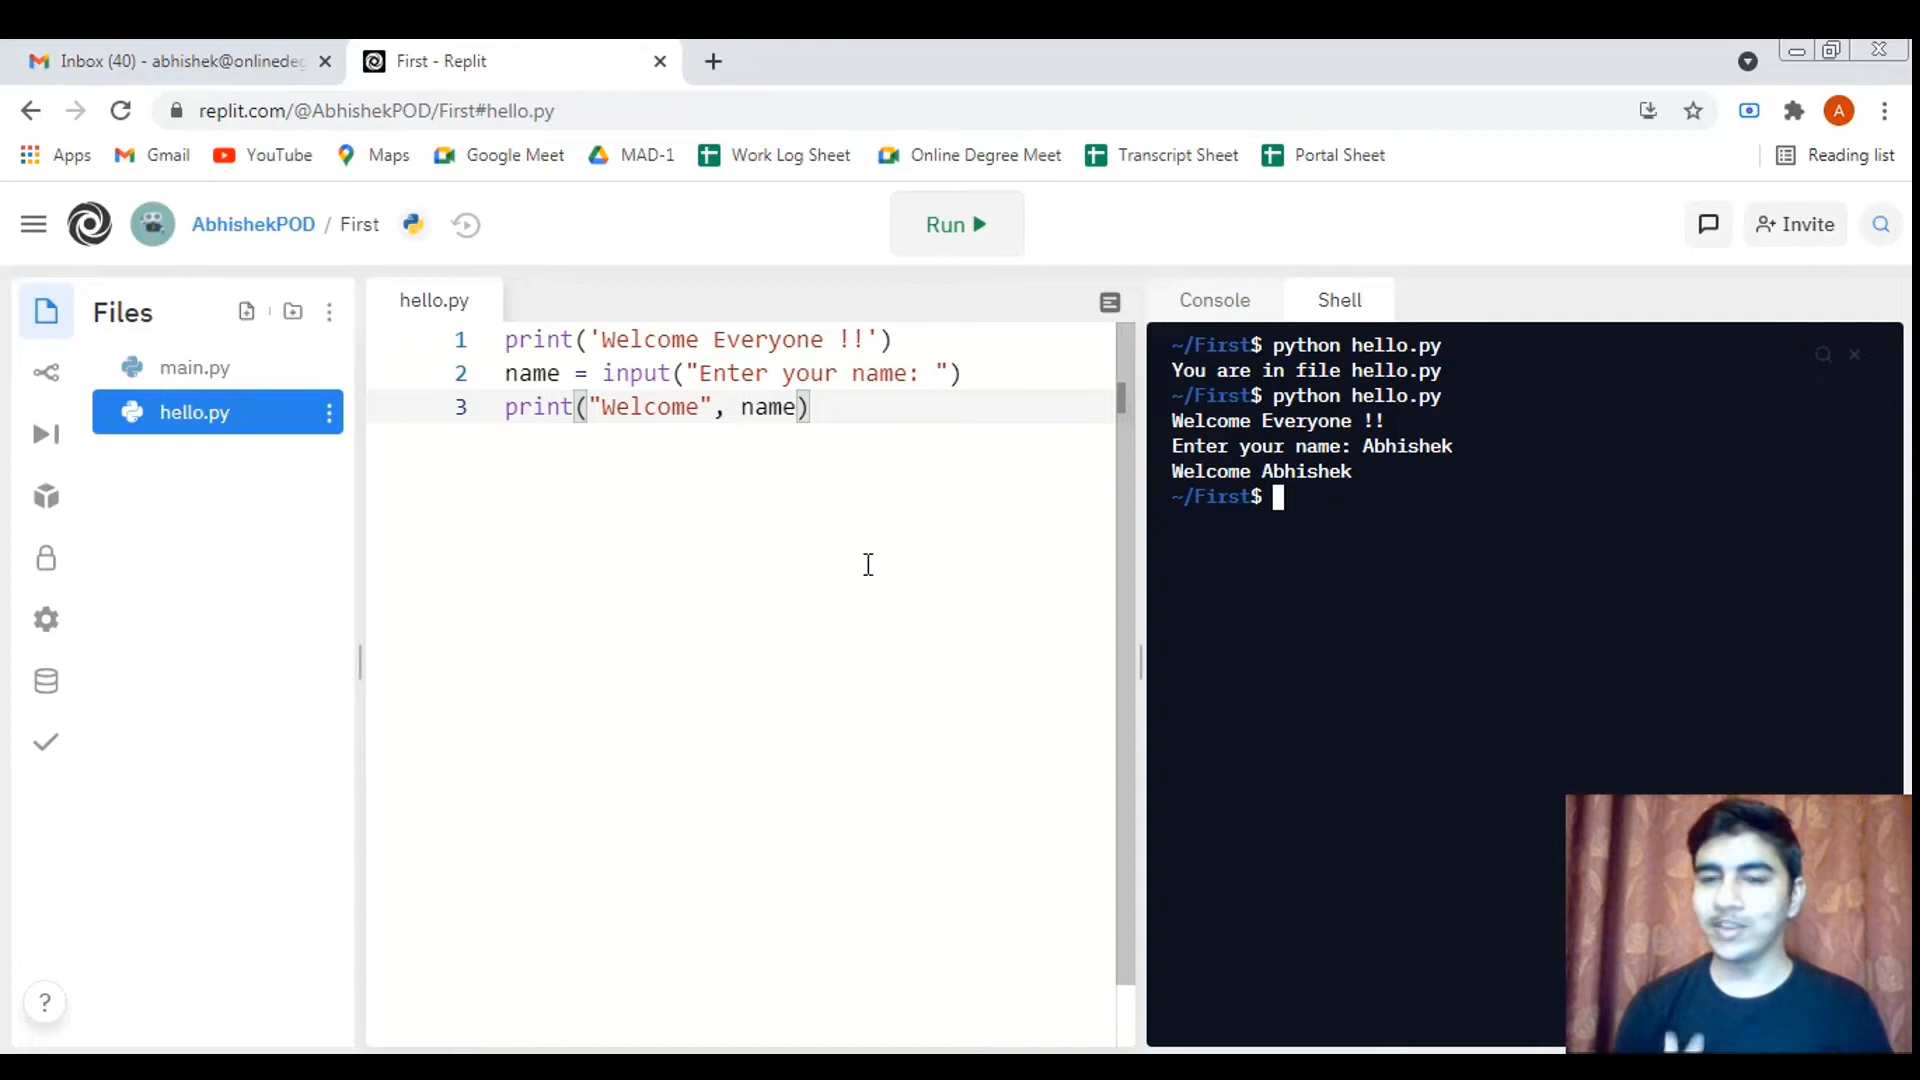 Inbox (40) - abhishek@onlinedeg
First - Replit
replit.com/@AbhishekPOD/First#hello.py
A
Apps
Gmail
YouTube
Maps
Google Meet
MAD-1
Work Log Sheet
Online Degree Meet
Transcript Sheet
Portal Sheet
Reading list
AbhishekPOD / First
Run
Invite
Files
main.py
hello.py
hello.py
1 print('Welcome Everyone !!')
2 name = input("Enter your name: ")
3 print("Welcome", name)
Console
Shell
~/First$ python hello.py
You are in file hello.py
~/First$ python hello.py
Welcome Everyone !!
Enter your name: Abhishek
Welcome Abhishek
~/First$
?